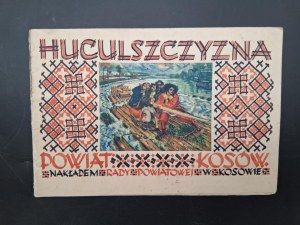 HUCULSZCZYZNA
POWIAT KOSÓW.
NAKŁADEM RADY POWIATOWEJ W KOSOWIE